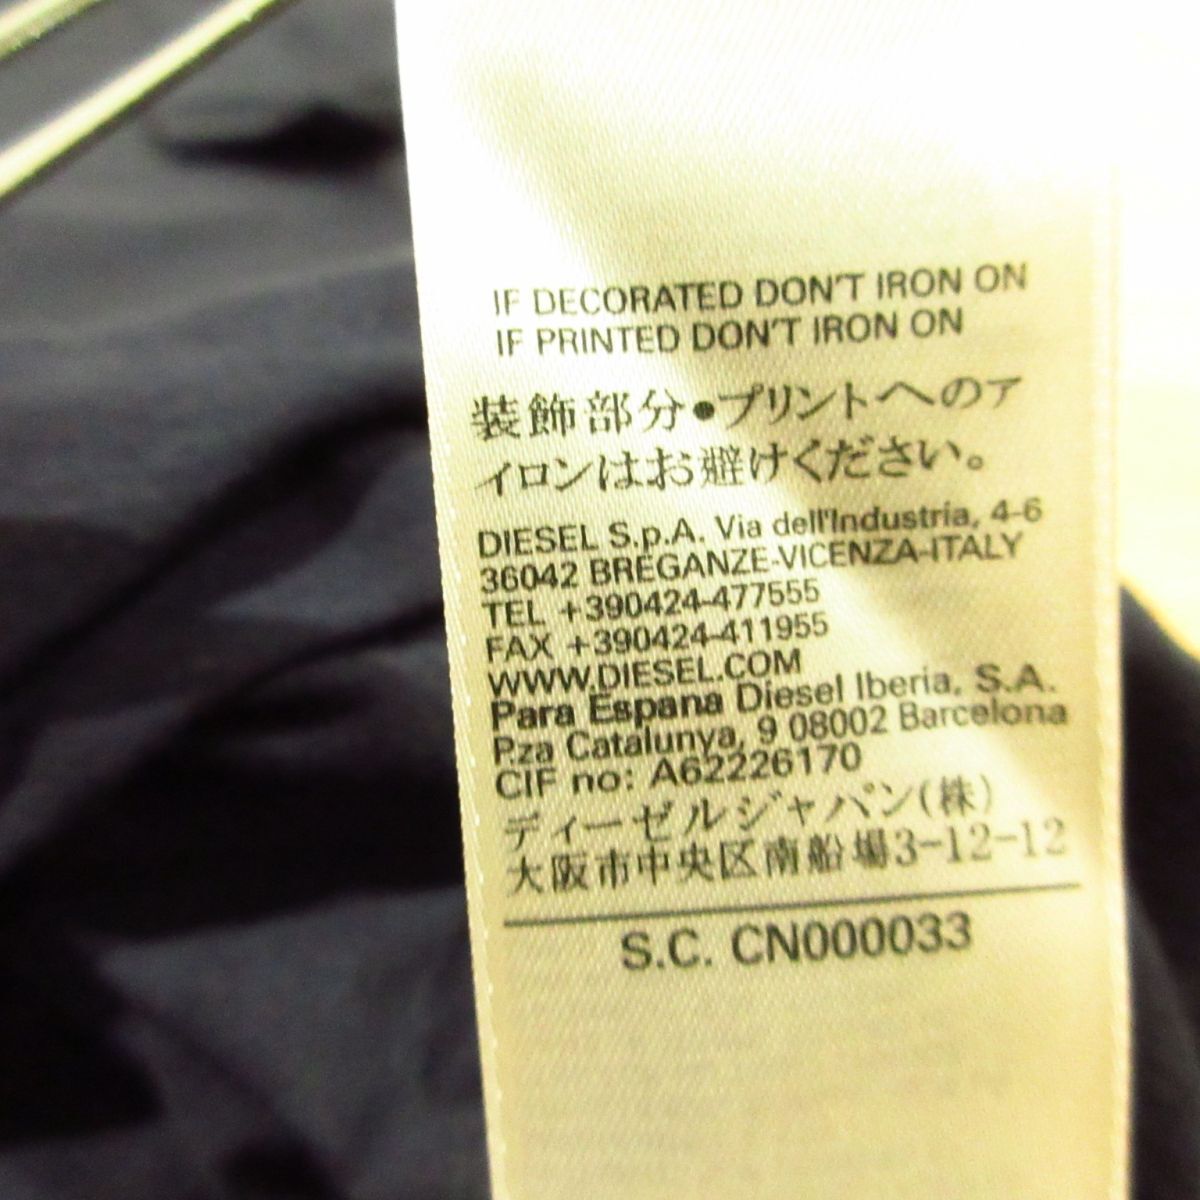 IF DECORATED DON'T IRON ON
IF PRINTED DON'T IRON ON
装飾部分●プリントへのア
イロンはお避けください。
DIESEL S.p.A. Via dell'Industria, 4-6
36042 BREGANZE-VICENZA-ITALY
TEL +390424-477555
FAX +390424-411955
WWW.DIESEL.COM
Para Espana Diesel Iberia, S.A.
P.za Catalunya, 9 08002 Barcelona
CIF no: A62226170
ディーゼルジャパン(株)
大阪市中央区南船場3-12-12
S.C. CN000033